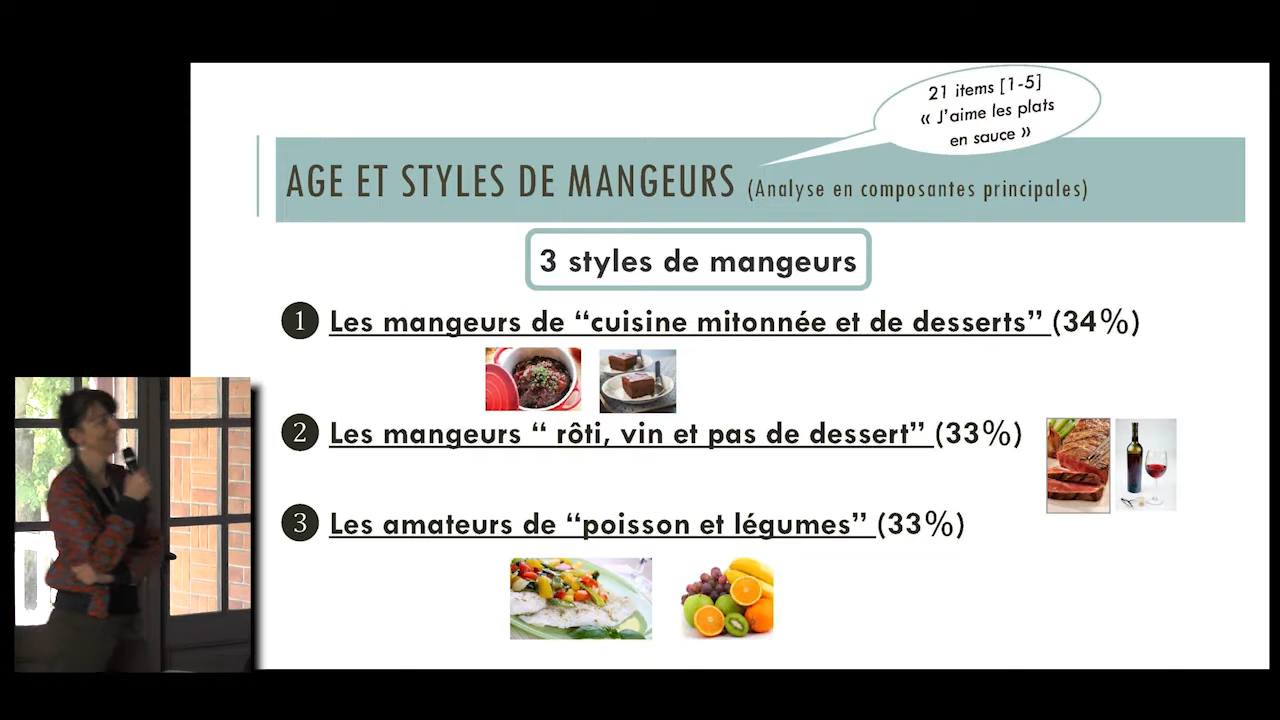 21 items [1-5]
« J'aime les plats
en sauce »
AGE ET STYLES DE MANGEURS (Analyse en composantes principales)
3 styles de mangeurs
1 Les mangeurs de “cuisine mitonnée et de desserts” (34%)
2 Les mangeurs “ rôti, vin et pas de dessert” (33%)
3 Les amateurs de “poisson et légumes” (33%)